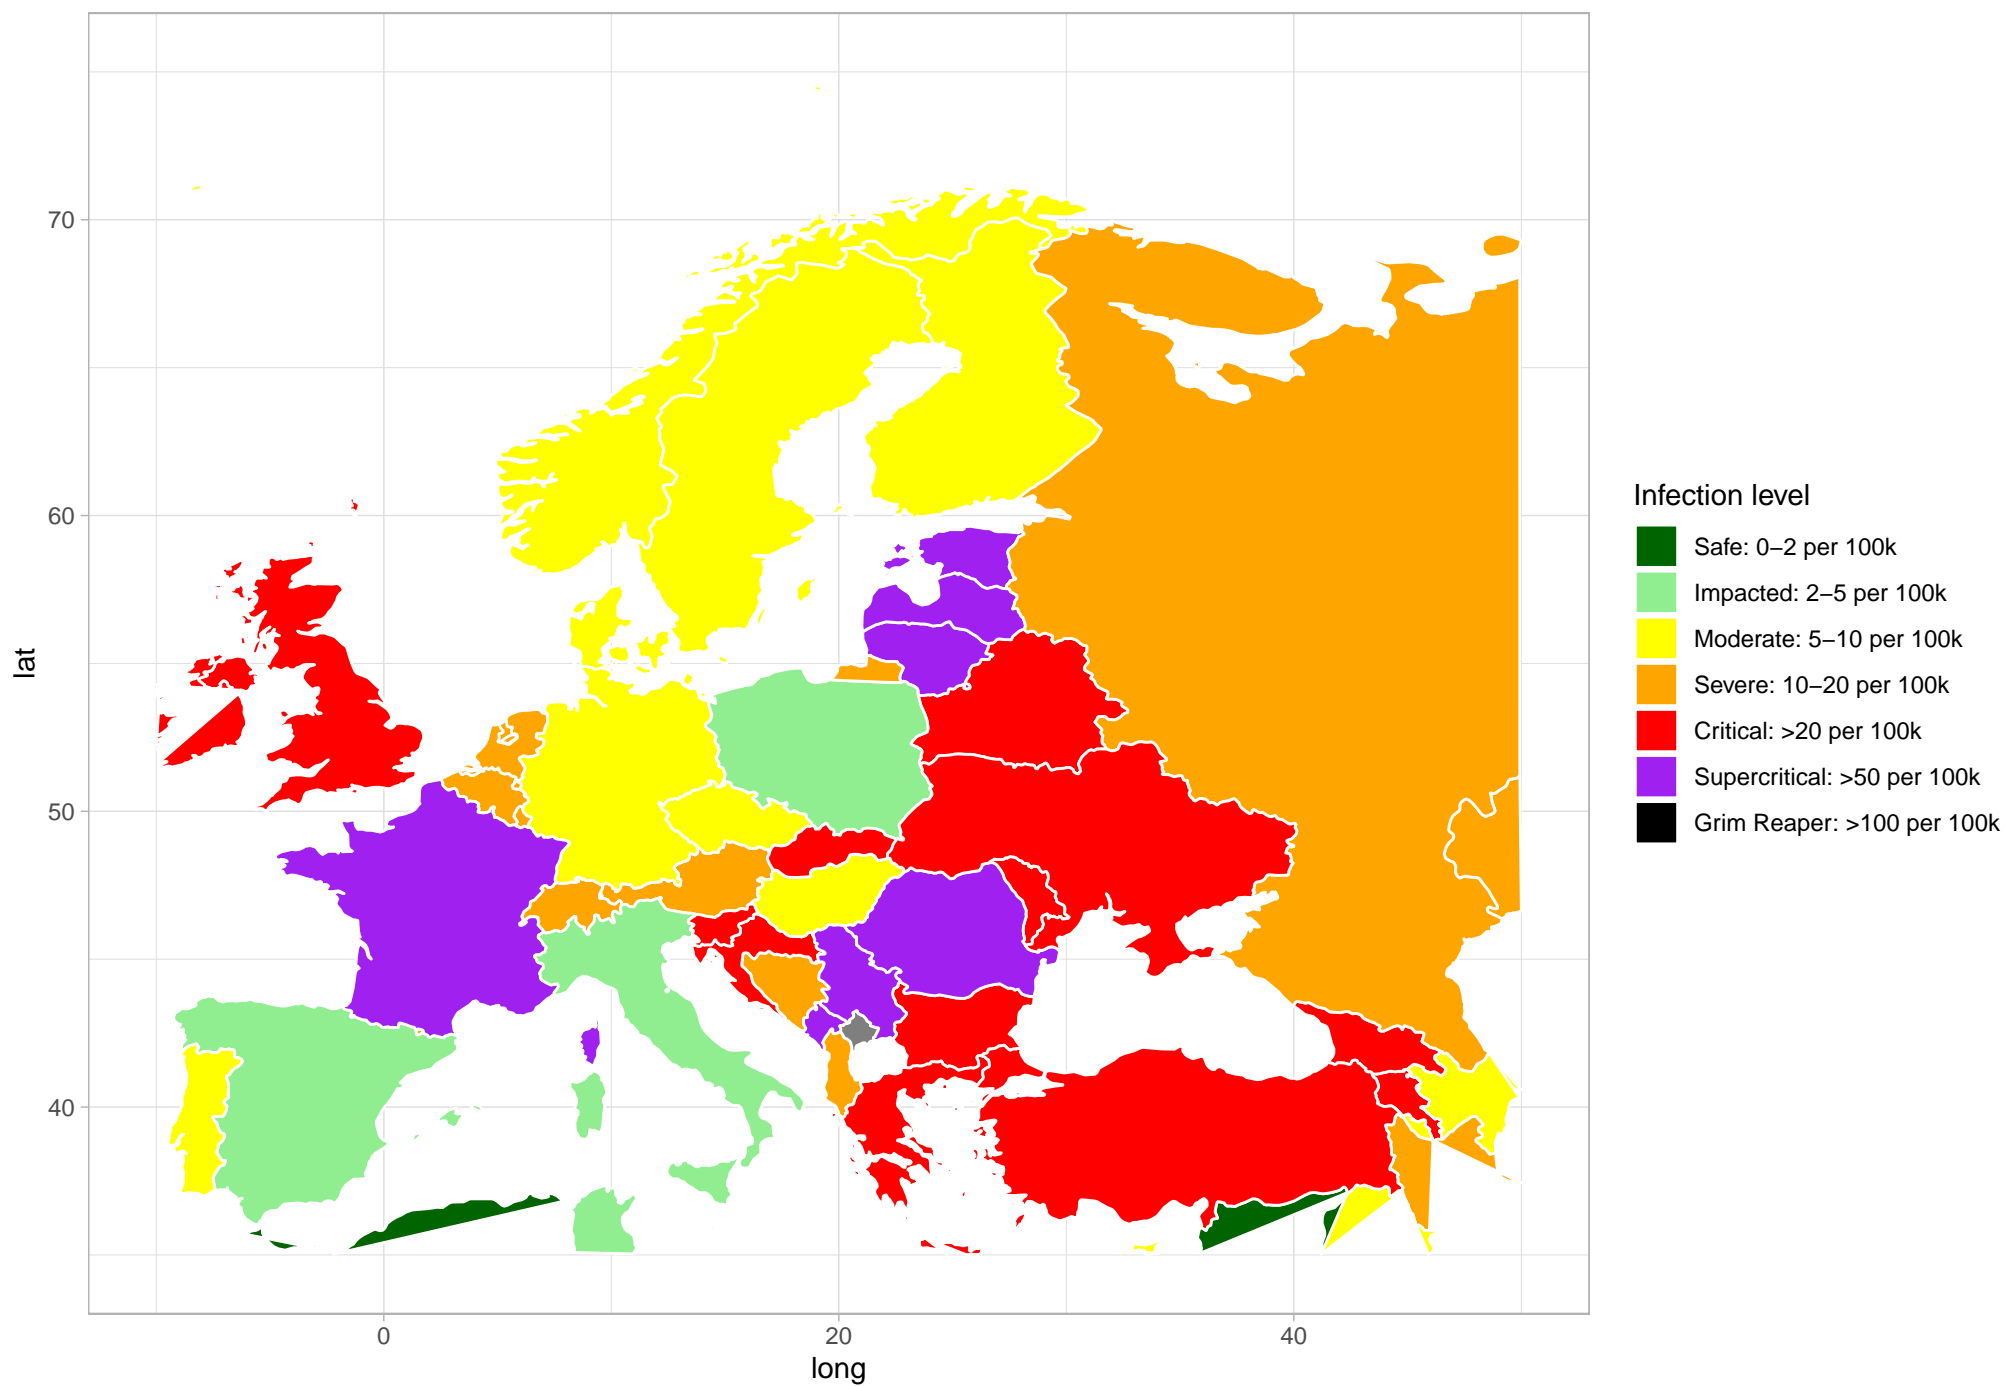 70
60
50
40
lat
0
20
40
long
Infection level
Safe: 0–2 per 100k
Impacted: 2–5 per 100k
Moderate: 5–10 per 100k
Severe: 10–20 per 100k
Critical: >20 per 100k
Supercritical: >50 per 100k
Grim Reaper: >100 per 100k